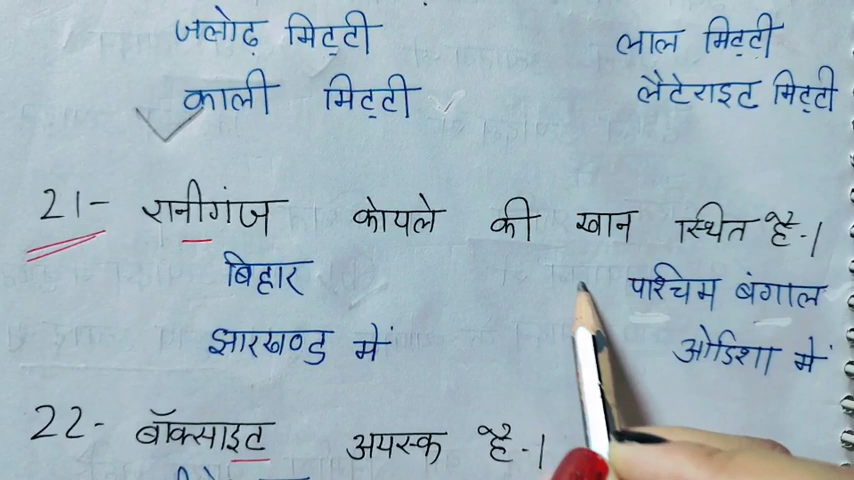 जलोढ़ मिट्टी लाल मिट्टी
काली मिट्टी लैटेराइट मिट्टी
21- रानीगंज कोयले की खान स्थित है-।
बिहार पश्चिम बंगाल
झारखण्ड में ओडिशा में
22- बॉक्साइट अयस्क है-।